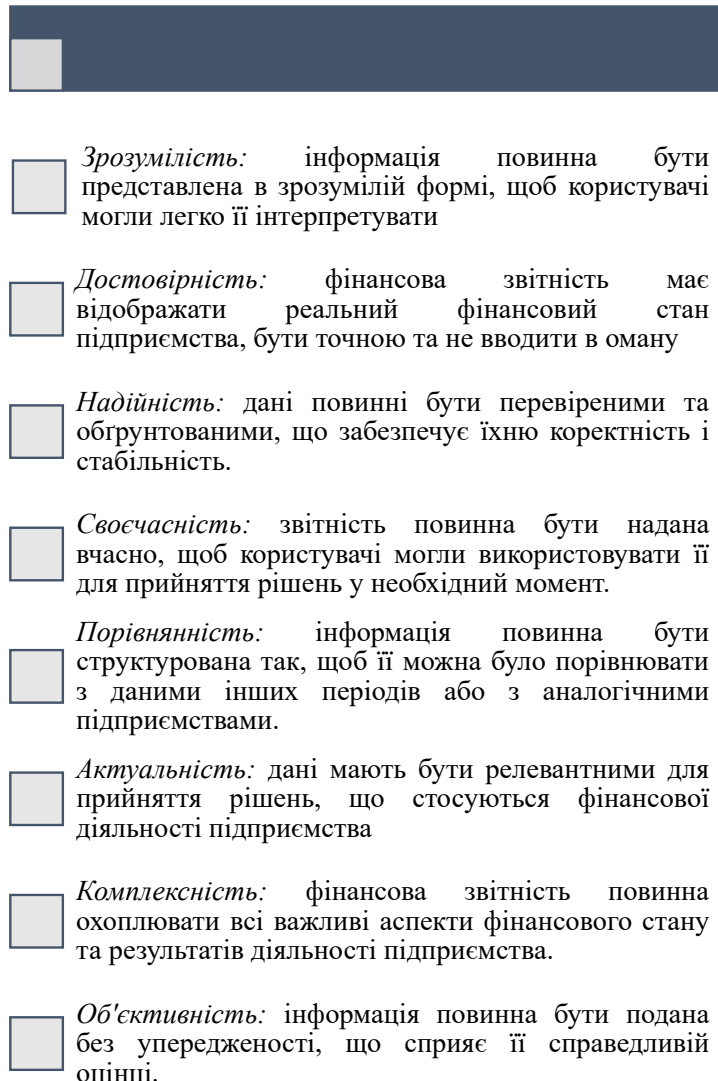 Зрозумілість: інформація повинна бути
представлена в зрозумілій формі, щоб користувачі
могли легко її інтерпретувати
Достовірність: фінансова звітність має
відображати реальний фінансовий стан
підприємства, бути точною та не вводити в оману
Надійність: дані повинні бути перевіреними та
обґрунтованими, що забезпечує їхню коректність і
стабільність.
Своєчасність: звітність повинна бути надана
вчасно, щоб користувачі могли використовувати її
для прийняття рішень у необхідний момент.
Порівнянність: інформація повинна бути
структурована так, щоб її можна було порівнювати
з даними інших періодів або з аналогічними
підприємствами.
Актуальність: дані мають бути релевантними для
прийняття рішень, що стосуються фінансової
діяльності підприємства
Комплексність: фінансова звітність повинна
охоплювати всі важливі аспекти фінансового стану
та результатів діяльності підприємства.
Об'єктивність: інформація повинна бути подана
без упередженості, що сприяє її справедливій
оцінці.